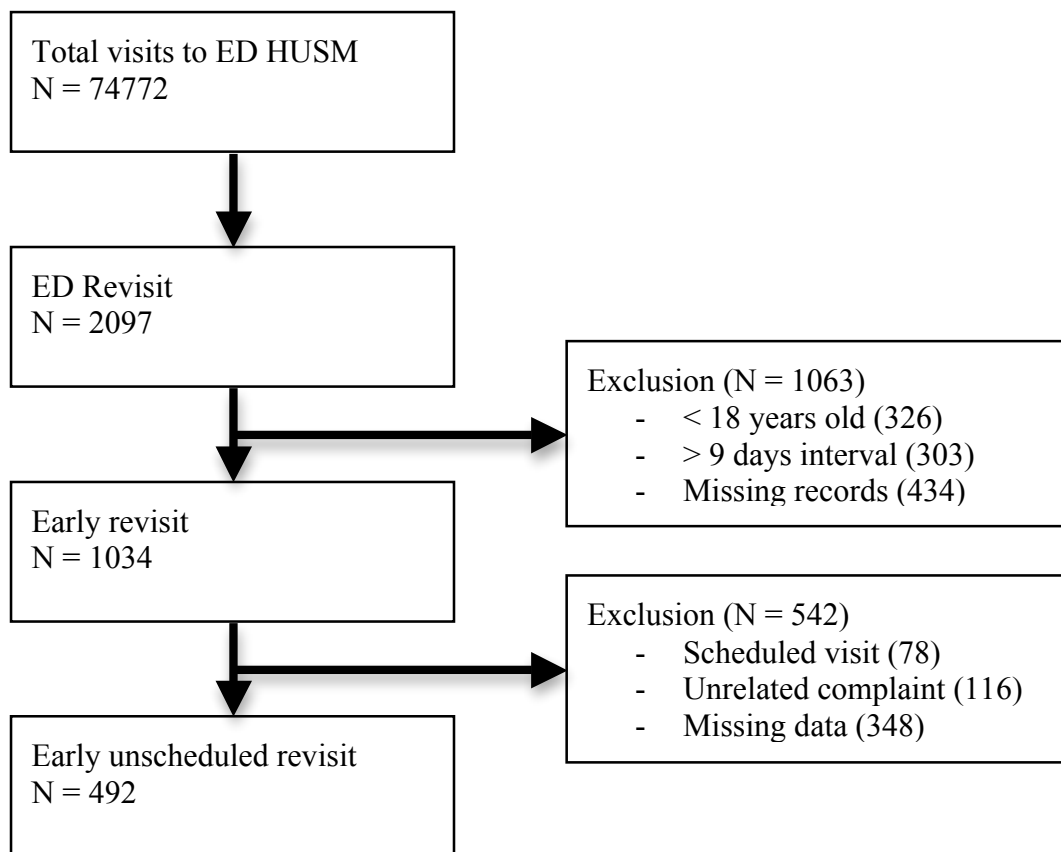 Total visits to ED HUSM
N = 74772
ED Revisit
N = 2097
Exclusion (N = 1063)
- < 18 years old (326)
- > 9 days interval (303)
- Missing records (434)
Early revisit
N = 1034
Exclusion (N = 542)
- Scheduled visit (78)
- Unrelated complaint (116)
- Missing data (348)
Early unscheduled revisit
N = 492